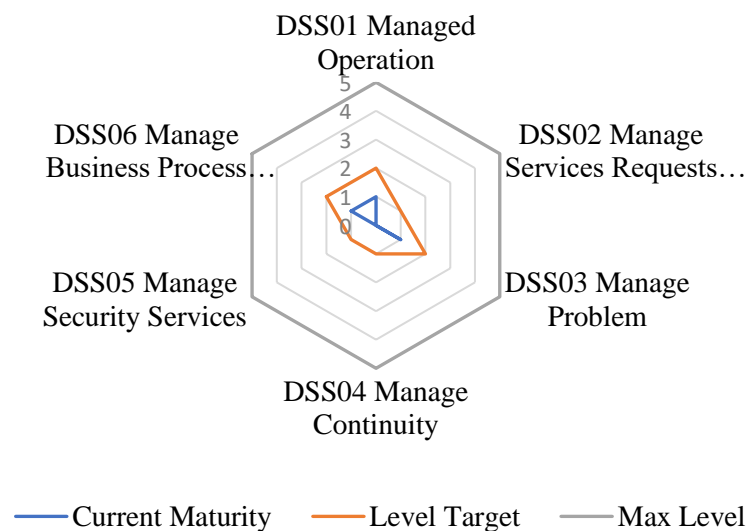 DSS01 Managed
Operation
5
4
3
2
1
0
DSS06 Manage
Business Process…
DSS02 Manage
Services Requests…
DSS05 Manage
Security Services
DSS03 Manage
Problem
DSS04 Manage
Continuity
Current Maturity
Level Target
Max Level